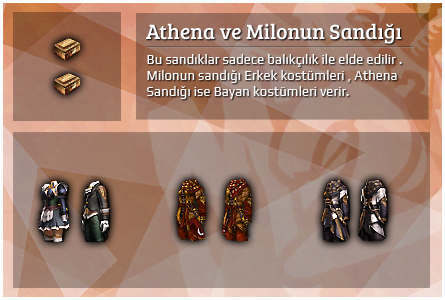 Athena ve Milonun Sandığı
Bu sandıklar sadece balıkçılık ile elde edilir .
Milonun sandığı Erkek kostümleri , Athena
Sandığı ise Bayan kostümleri verir.